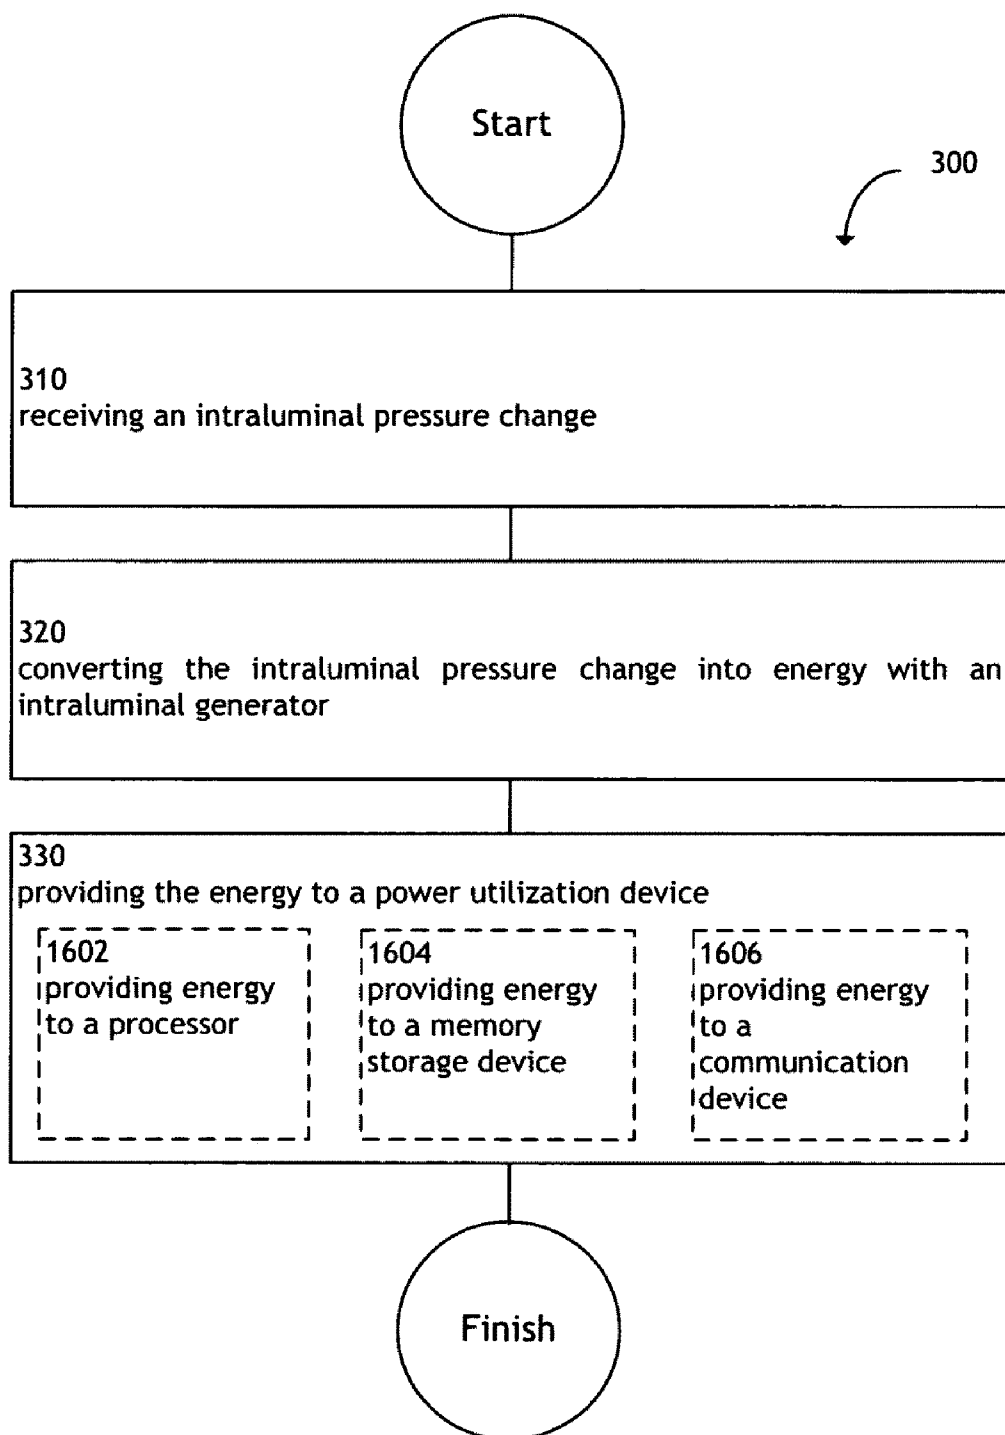 Start
300
310
receiving an intraluminal pressure change
320
converting the intraluminal pressure change into energy with an
intraluminal generator
330
providing the energy to a power utilization device
1602
providing energy
to a processor
1604
providing energy
to a memory
storage device
1606
providing energy
to a
communication
device
Finish